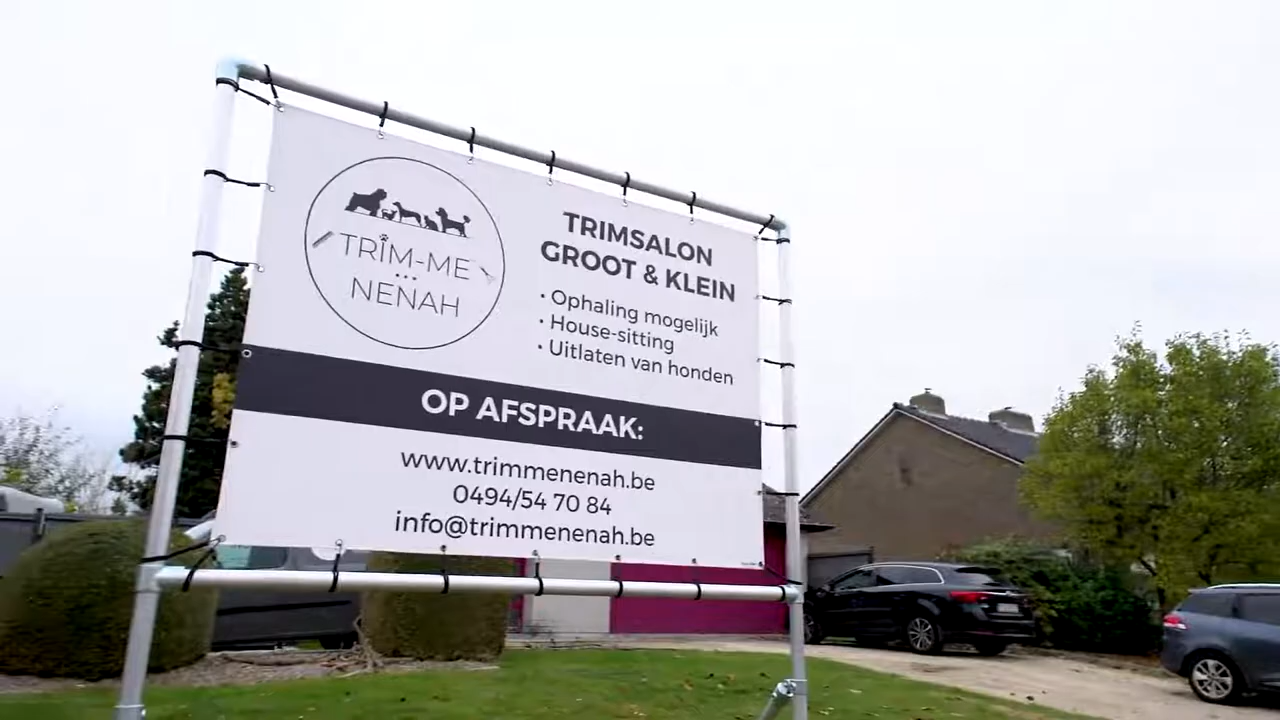 TRIM-ME
NENAH
TRIMSALON
GROOT & KLEIN
• Ophaling mogelijk
• House-sitting
• Uitlaten van honden
OP AFSPRAAK:
www.trimmenenah.be
0494/54 70 84
info@trimmenenah.be